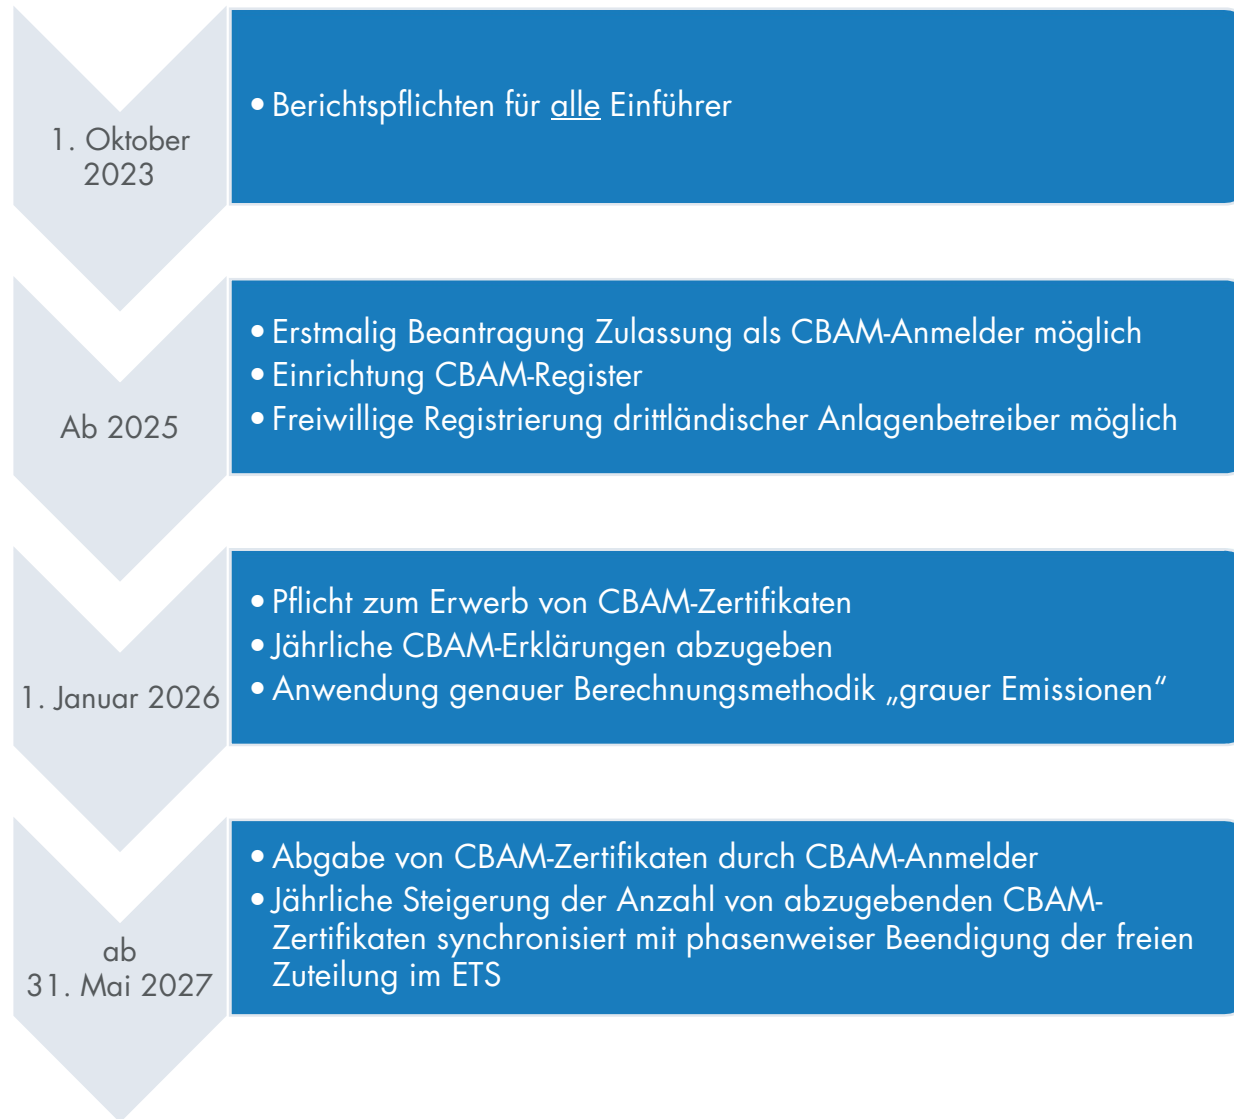 1. Oktober
2023
• Berichtspflichten für alle Einführer
Ab 2025
• Erstmalig Beantragung Zulassung als CBAM-Anmelder möglich
• Einrichtung CBAM-Register
• Freiwillige Registrierung drittländischer Anlagenbetreiber möglich
1. Januar 2026
• Pflicht zum Erwerb von CBAM-Zertifikaten
• Jährliche CBAM-Erklärungen abzugeben
• Anwendung genauer Berechnungsmethodik „grauer Emissionen“
ab
31. Mai 2027
• Abgabe von CBAM-Zertifikaten durch CBAM-Anmelder
• Jährliche Steigerung der Anzahl von abzugebenden CBAM-
Zertifikaten synchronisiert mit phasenweiser Beendigung der freien
Zuteilung im ETS